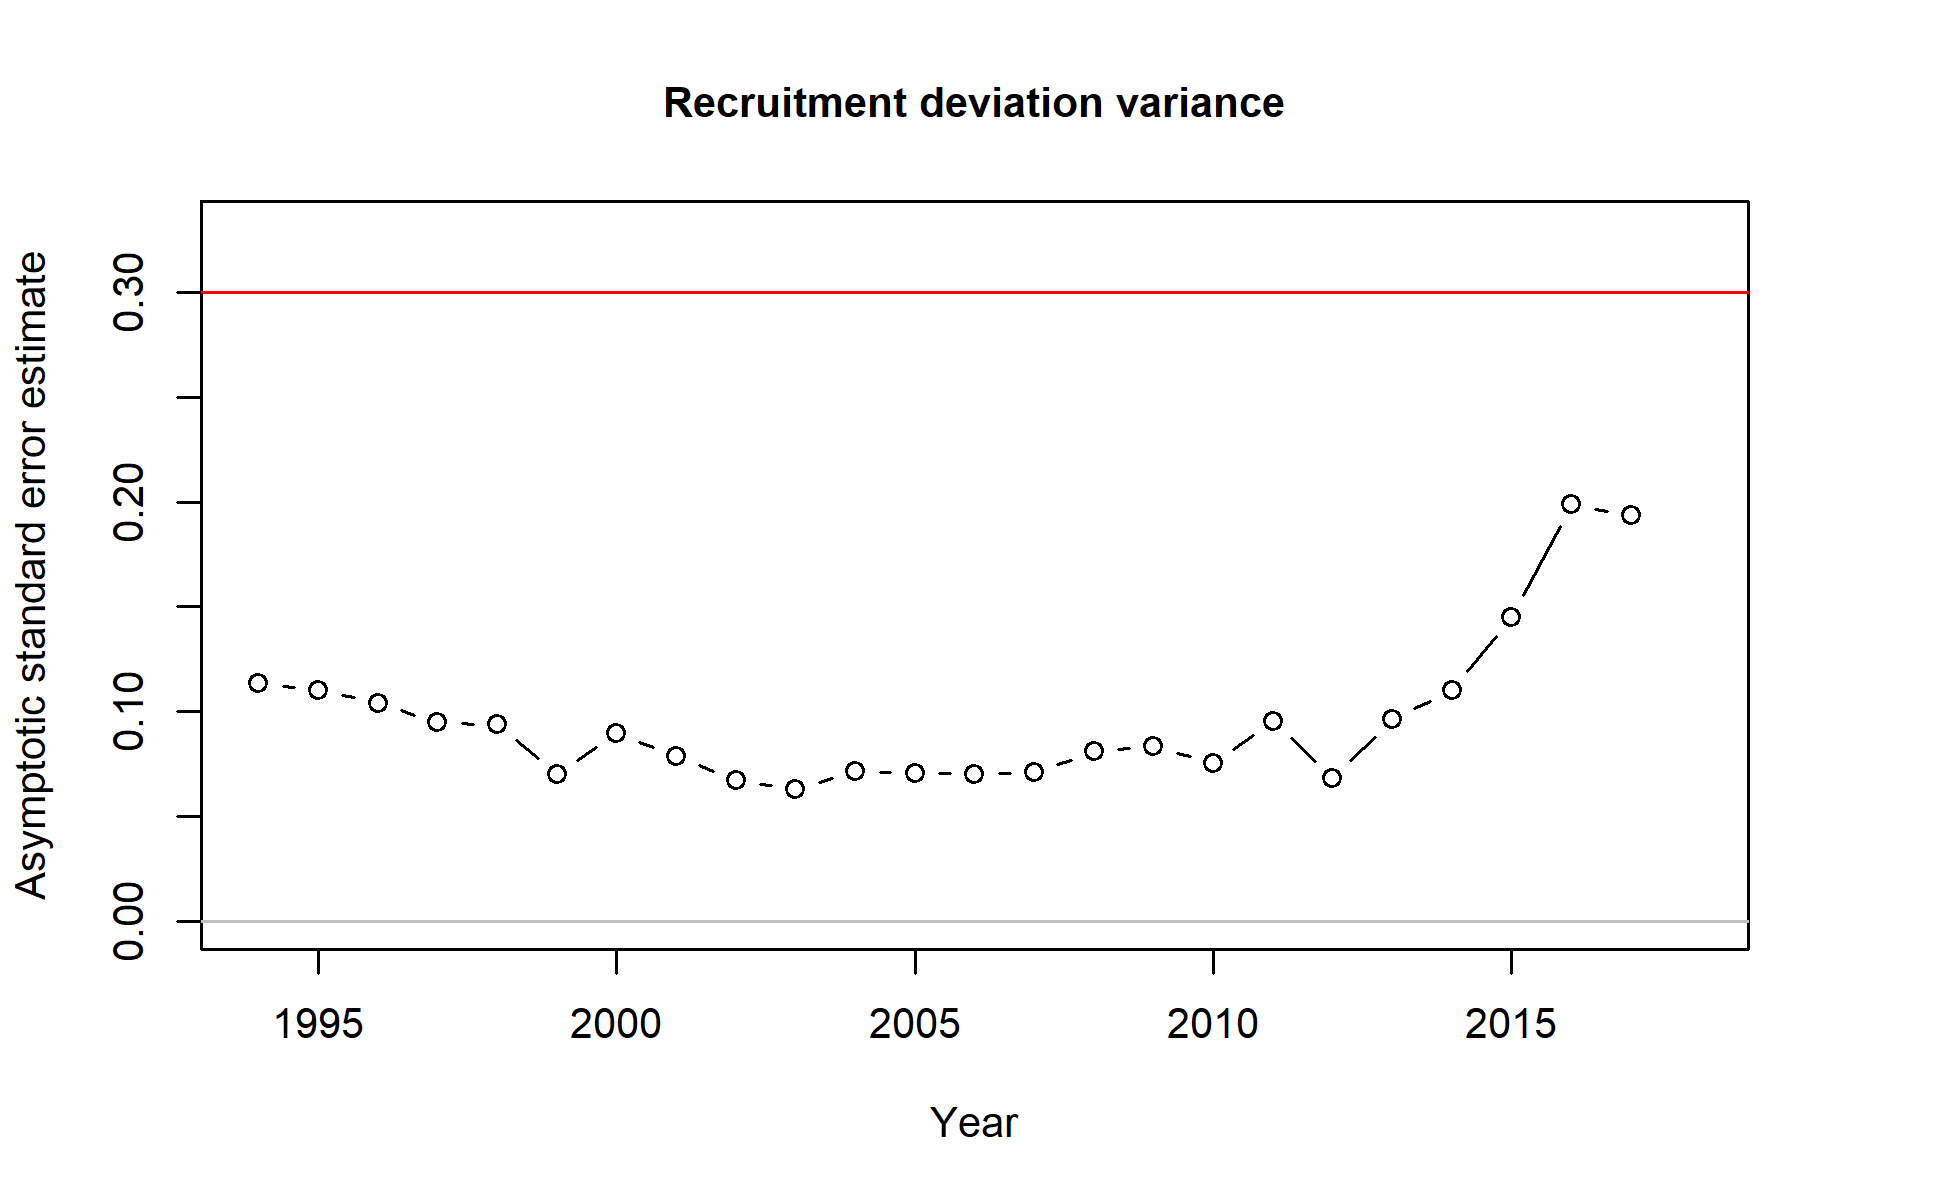 Recruitment deviation variance
Asymptotic standard error estimate
0.30
0.20
0.10
0.00
1995 2000 2005 2010 2015
Year